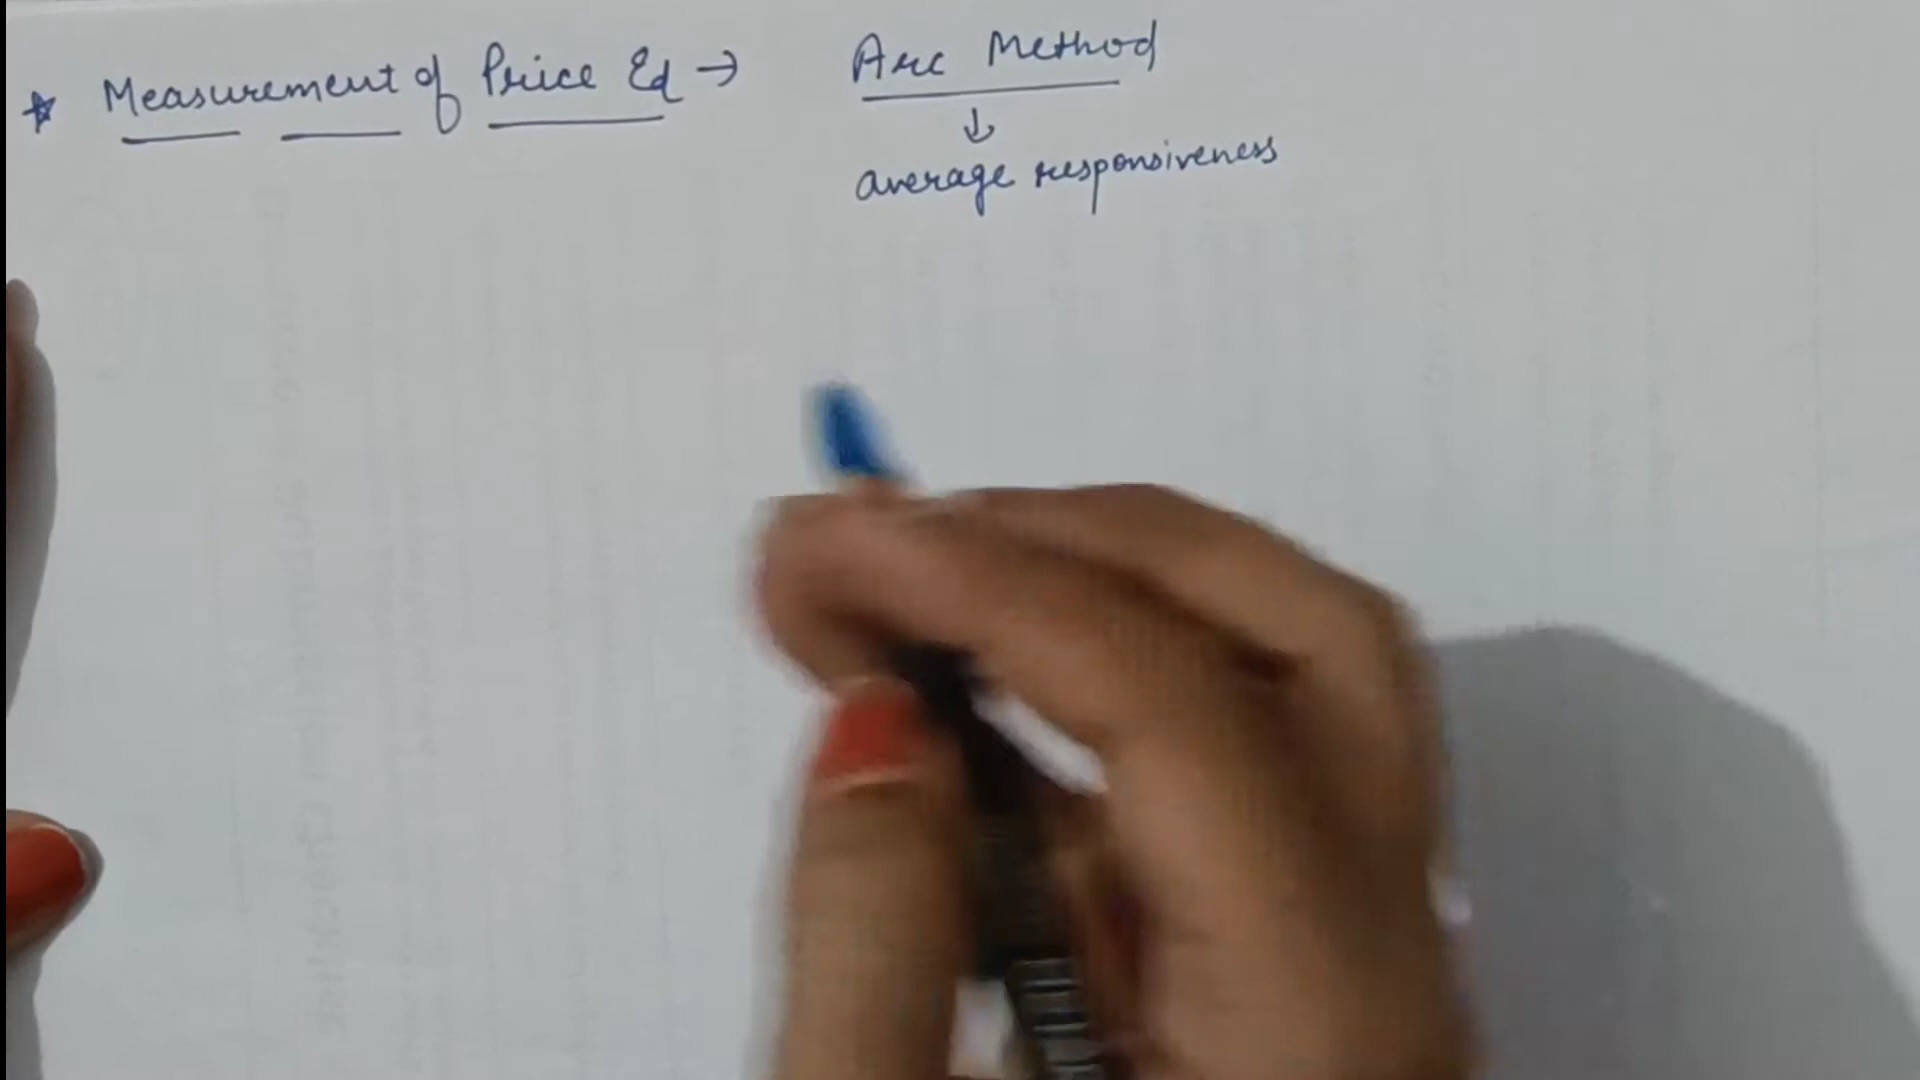 * Measurement of Price Ed → Arc Method
↓
average responsiveness